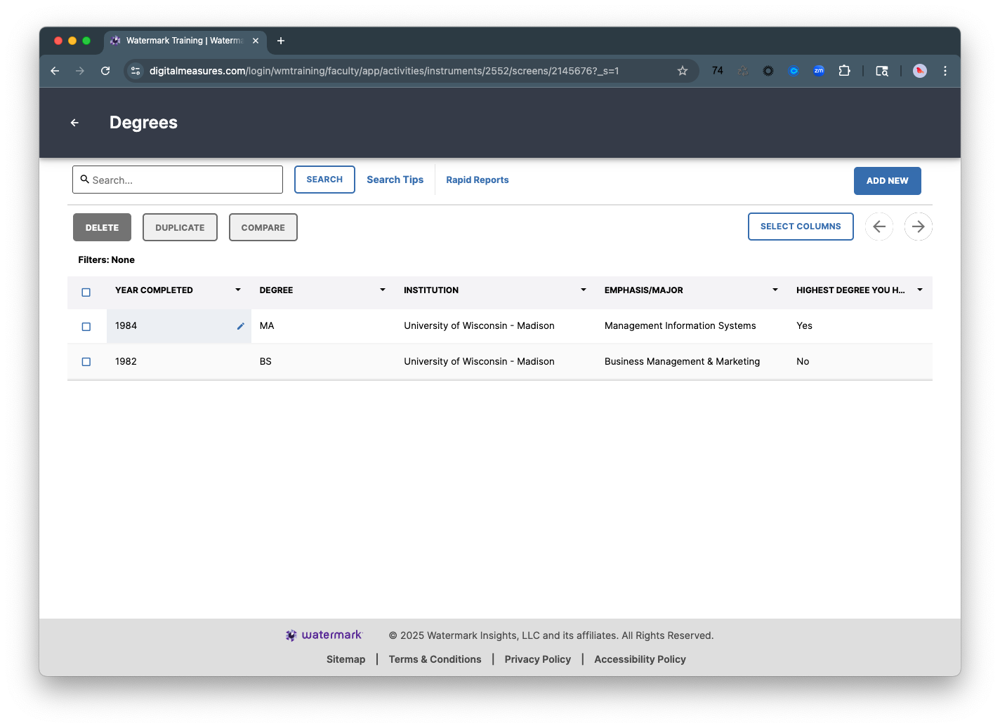 Watermark Training | Waterma
digitalmeasures.com/login/wmtraining/faculty/app/activities/instruments/2552/screens/2145676?_s=1
74
zm
Degrees
Search...
SEARCH
Search Tips
Rapid Reports
ADD NEW
DELETE
DUPLICATE
COMPARE
SELECT COLUMNS
Filters: None
YEAR COMPLETED DEGREE INSTITUTION EMPHASIS/MAJOR HIGHEST DEGREE YOU H...
1984 MA University of Wisconsin - Madison Management Information Systems Yes
1982 BS University of Wisconsin - Madison Business Management & Marketing No
watermark © 2025 Watermark Insights, LLC and its affiliates. All Rights Reserved.
Sitemap | Terms & Conditions | Privacy Policy | Accessibility Policy